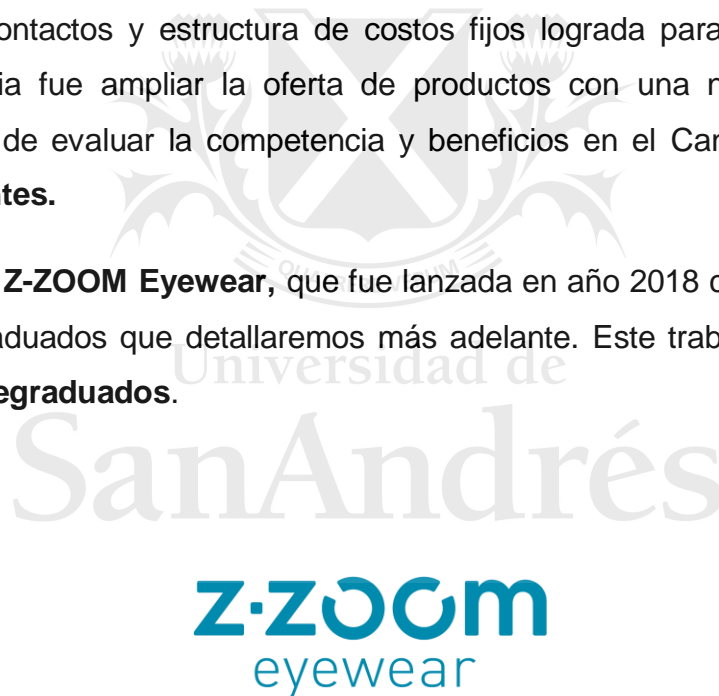 ontactos y estructura de costos fijos lograda para
ia fue ampliar la oferta de productos con una n
de evaluar la competencia y beneficios en el Car
ntes.
Z-ZOOM Eyewear, que fue lanzada en año 2018 c
aduados que detallaremos más adelante. Este trab
egraduados.
Universidad de
SanAndrés
z·zoom
eyewear